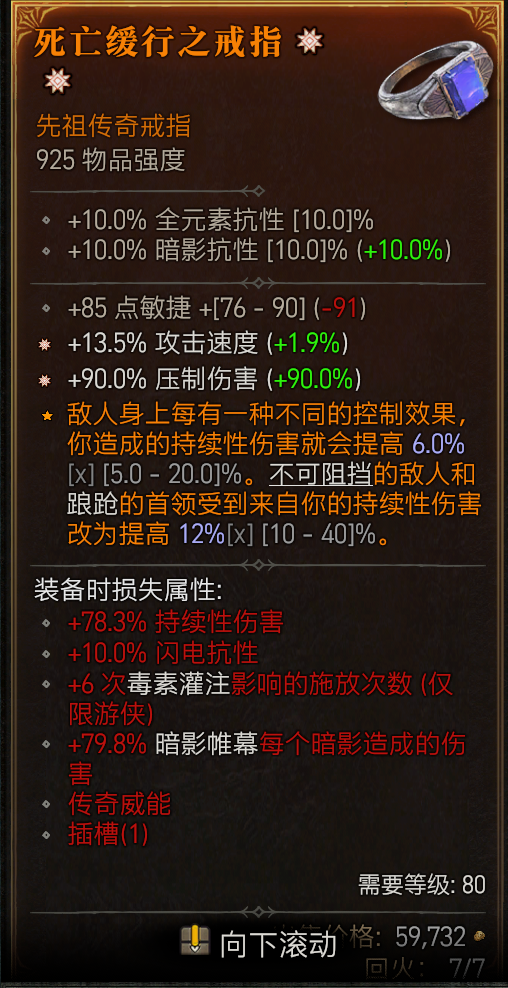 死亡缓行之戒指
先祖传奇戒指
925 物品强度
+10.0% 全元素抗性 [10.0]%
+10.0% 暗影抗性 [10.0]% (+10.0%)
+85 点敏捷 +[76 - 90] (-91)
+13.5% 攻击速度 (+1.9%)
+90.0% 压制伤害 (+90.0%)
敌人身上每有一种不同的控制效果，
你造成的持续性伤害就会提高 6.0%
[x] [5.0 - 20.0]%。不可阻挡的敌人和
踉跄的首领受到来自你的持续性伤害
改为提高 12%[x] [10 - 40]%。
装备时损失属性:
+78.3% 持续性伤害
+10.0% 闪电抗性
+6 次毒素灌注影响的施放次数 (仅
限游侠)
+79.8% 暗影帷幕每个暗影造成的伤
害
传奇威能
插槽(1)
需要等级: 80
价格: 59,732
向下滚动
回火: 7/7